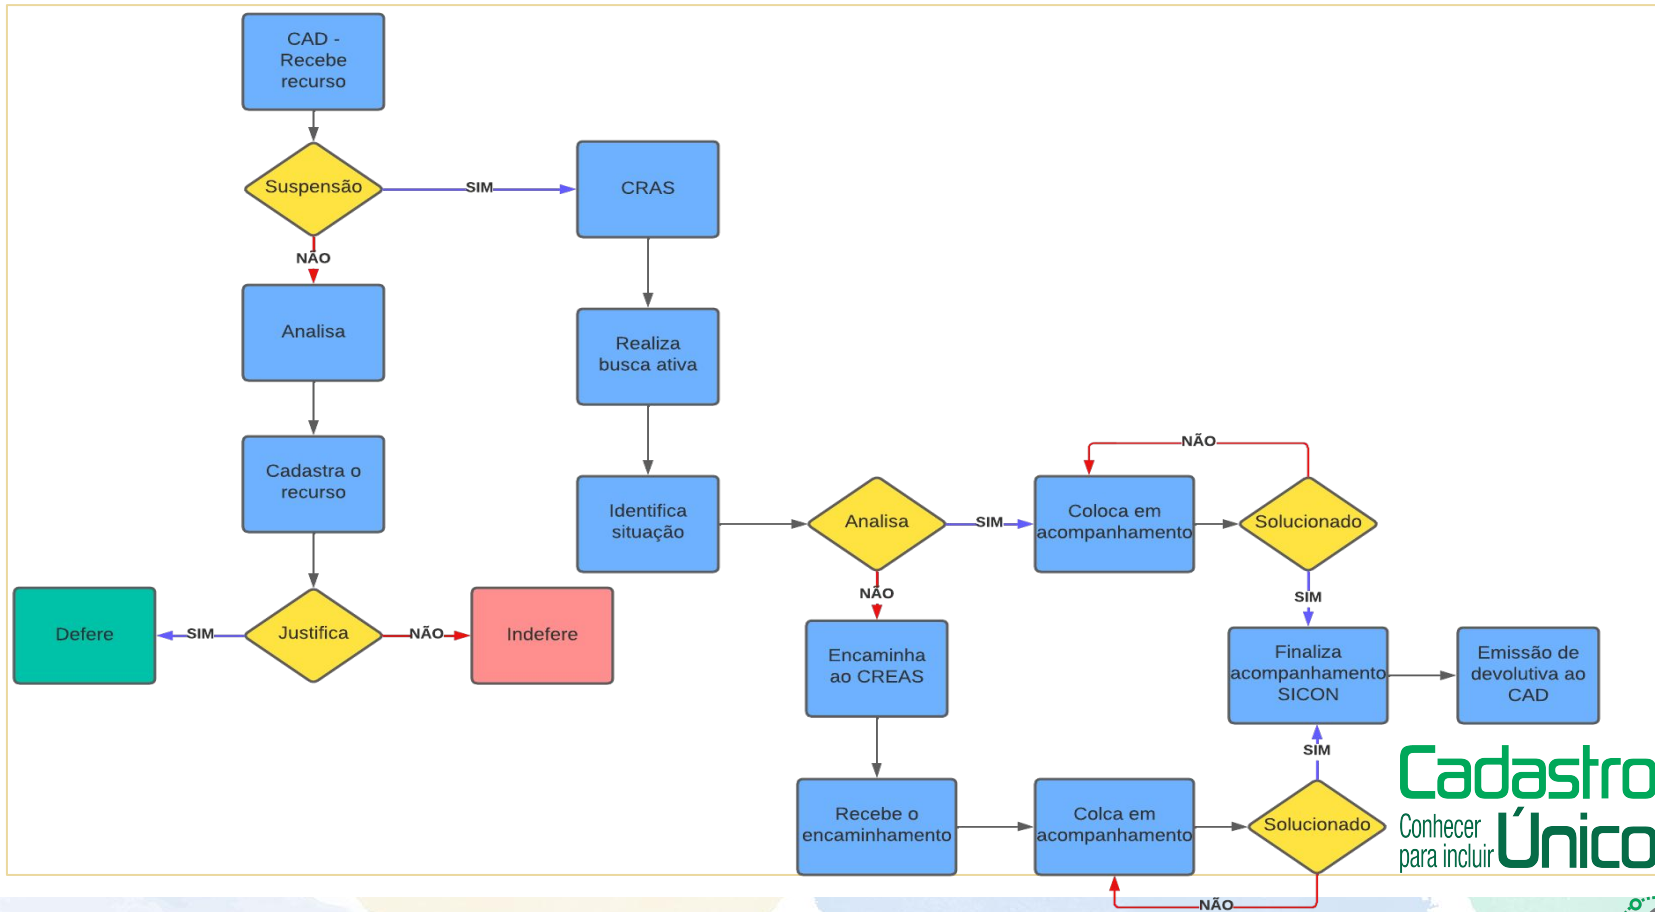 CAD -
Recebe
recurso
Suspensão
SIM
CRAS
NÃO
Analisa
Realiza
busca ativa
Cadastra o
recurso
Identifica
situação
Analisa
SIM
Coloca em
acompanhamento
NÃO
Solucionado
Defere
SIM
Justifica
NÃO
Indefere
NÃO
Encaminha
ao CREAS
SIM
Finaliza
acompanhamento
SICON
Emissão de
devolutiva ao
CAD
Recebe o
encaminhamento
Colca em
acompanhamento
Solucionado
SIM
NÃO
Cadastro
Conhecer
para incluir
Único